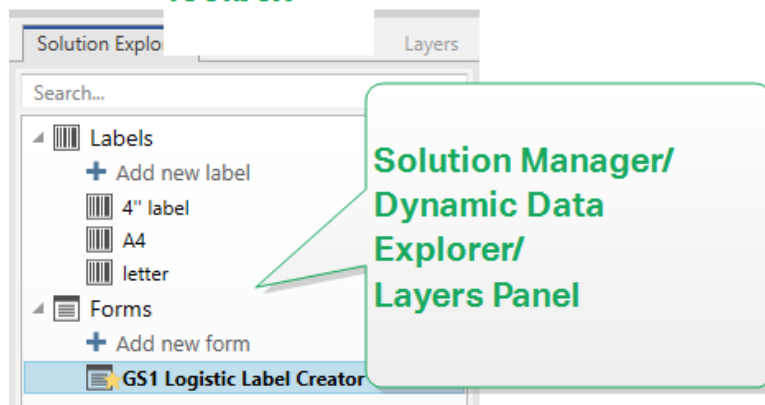 Solution Explo
Layers
Search...
Labels
Add new label
4" label
A4
letter
Forms
Add new form
GS1 Logistic Label Creator
Solution Manager/
Dynamic Data
Explorer/
Layers Panel